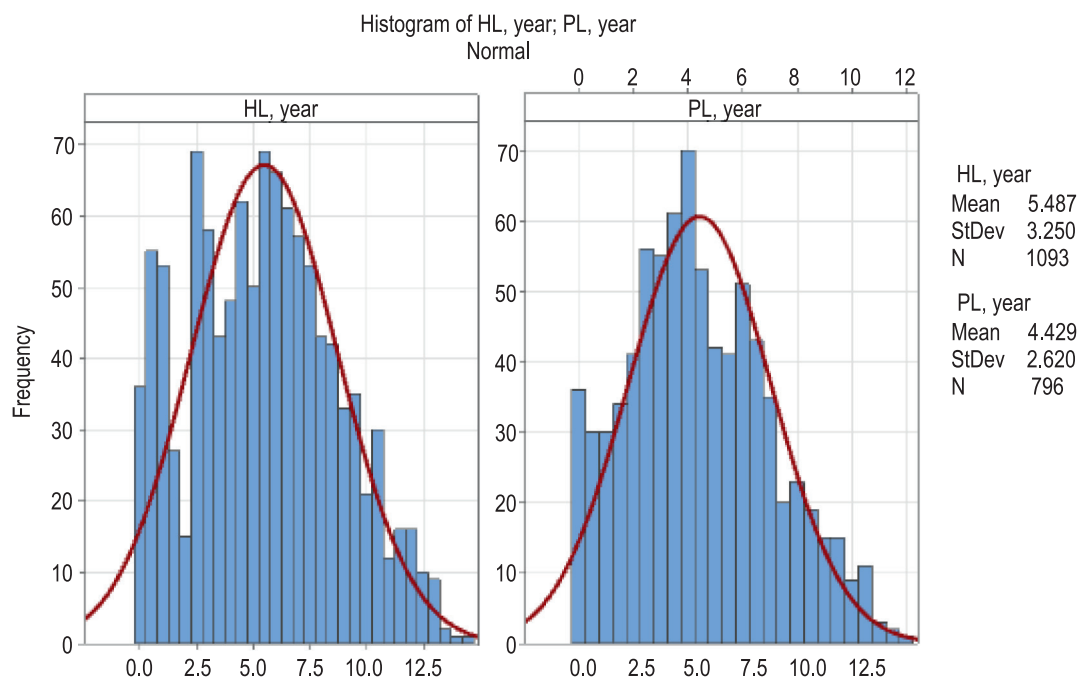 Histogram of HL, year; PL, year
Normal
0 2 4 6 8 10 12
HL, year
PL, year
70
60
50
40
30
20
10
0
Frequency
0.0 2.5 5.0 7.5 10.0 12.5
70
60
50
40
30
20
10
0
0.0 2.5 5.0 7.5 10.0 12.5
HL, year
Mean 5.487
StDev 3.250
N 1093
PL, year
Mean 4.429
StDev 2.620
N 796